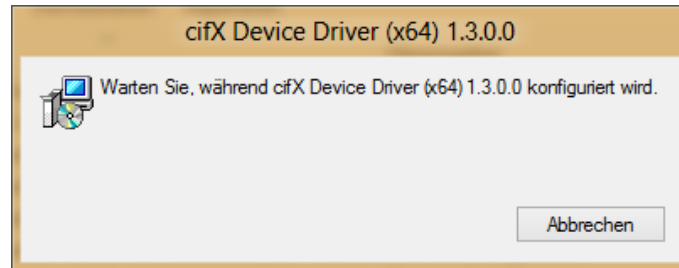 cifX Device Driver (x64) 1.3.0.0
Warten Sie, während cifX Device Driver (x64) 1.3.0.0 konfiguriert wird.
Abbrechen